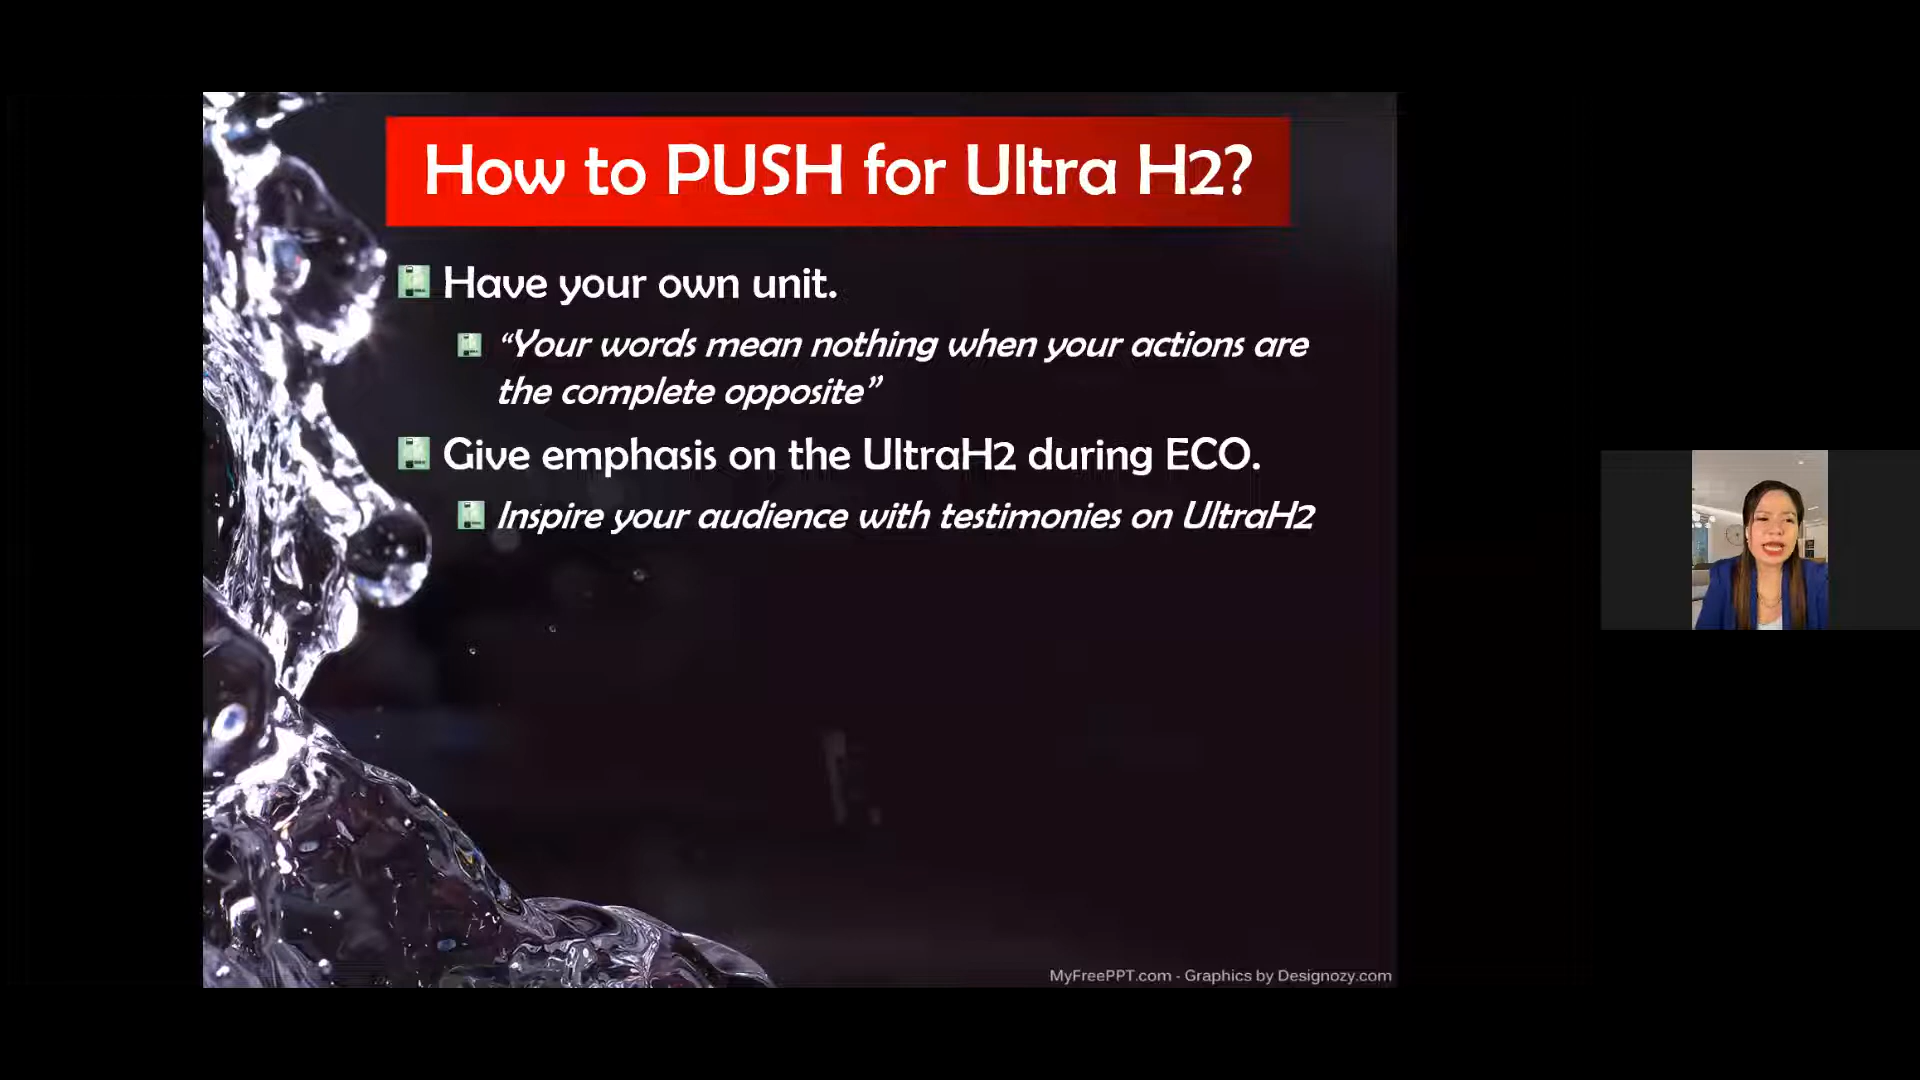 How to PUSH for Ultra H2?
Have your own unit.
“Your words mean nothing when your actions are
the complete opposite”
Give emphasis on the UltraH2 during ECO.
Inspire your audience with testimonies on UltraH2
MyFreePPT.com - Graphics by Designozy.com